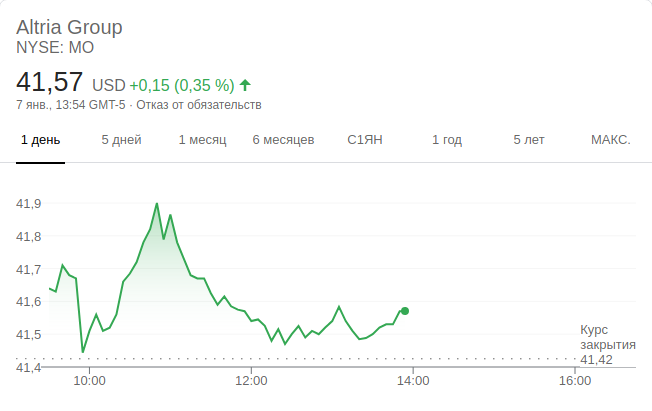 Altria Group
NYSE: MO
41,57 USD +0,15 (0,35 %)
7 янв., 13:54 GMT-5 · Отказ от обязательств
1 день 5 дней 1 месяц 6 месяцев С1ЯН 1 год 5 лет МАКС.
41,9
41,8
41,7
41,6
41,5
41,4
Курс
закрытия
41,42
10:00 12:00 14:00 16:00